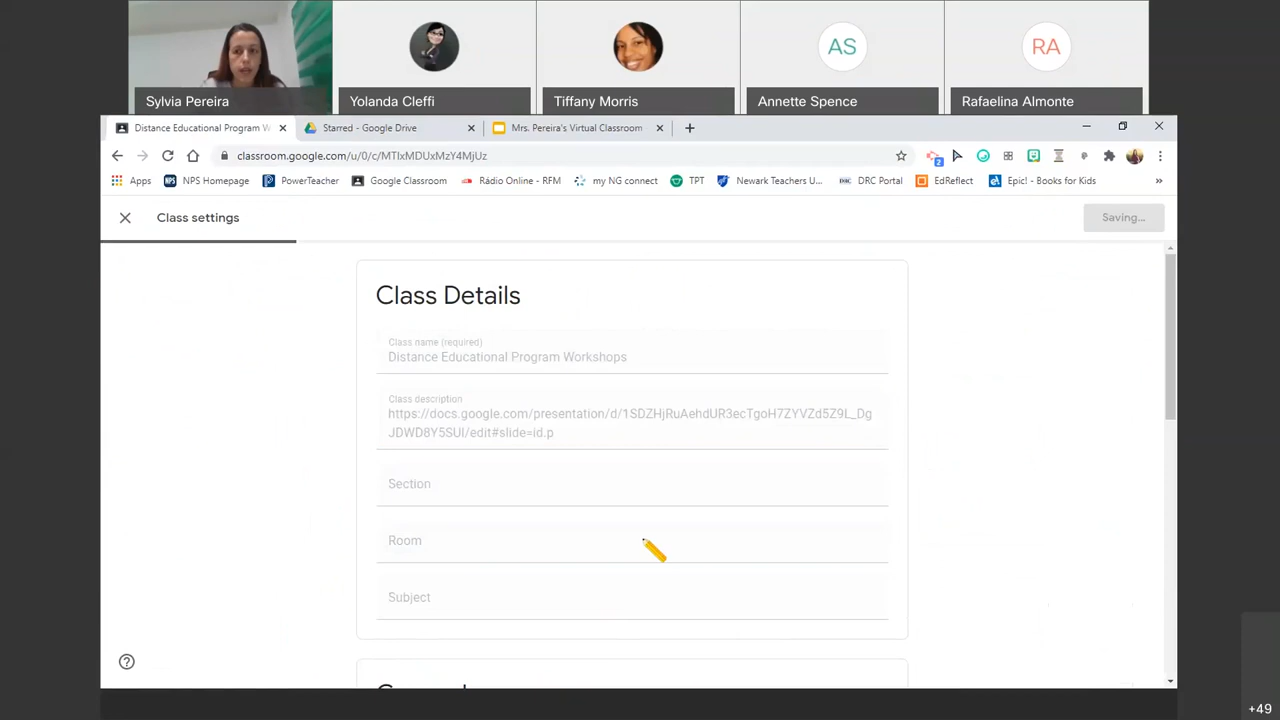 AS
RA
Sylvia Pereira
Yolanda Cleffi
Tiffany Morris
Annette Spence
Rafaelina Almonte
Distance Educational Program W
Starred - Google Drive
Mrs. Pereira's Virtual Classroom
classroom.google.com/u/0/c/MTIxMDUxMzY4MjUz
2
Apps
NPS Homepage
PowerTeacher
Google Classroom
Rádio Online - RFM
my NG connect
TPT
Newark Teachers U...
DRC Portal
EdReflect
Epic! - Books for Kids
»
Class settings
Saving...
Class Details
Class name (required)
Distance Educational Program Workshops
Class description
https://docs.google.com/presentation/d/1SDZHjRuAehdUR3ecTgoH7ZYVZd5Z9L_Dg
JDWD8Y5SUI/edit#slide=id.p
Section
Room
Subject
+49